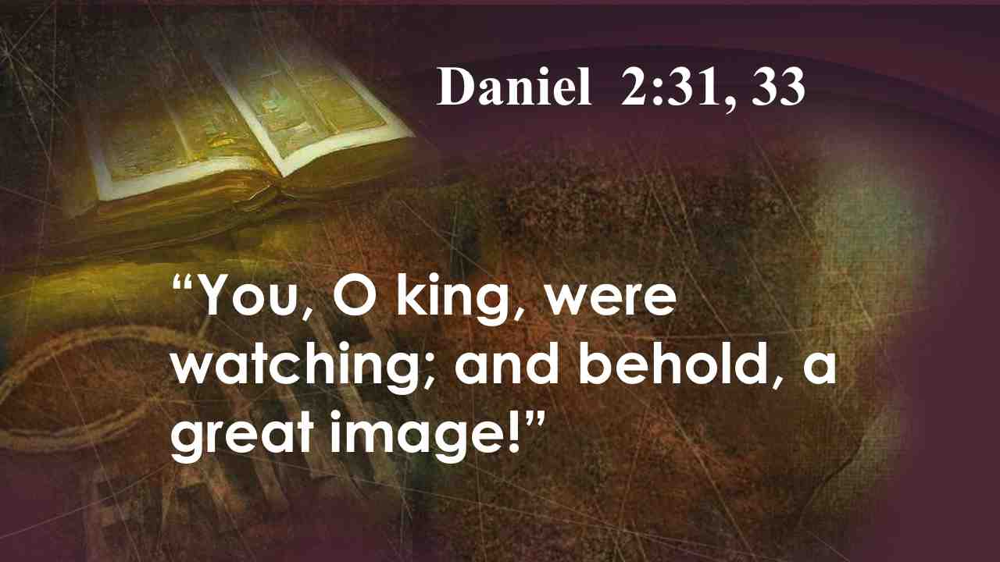 Daniel  2:31, 33
“You, O king, were
watching; and behold, a
great image!”